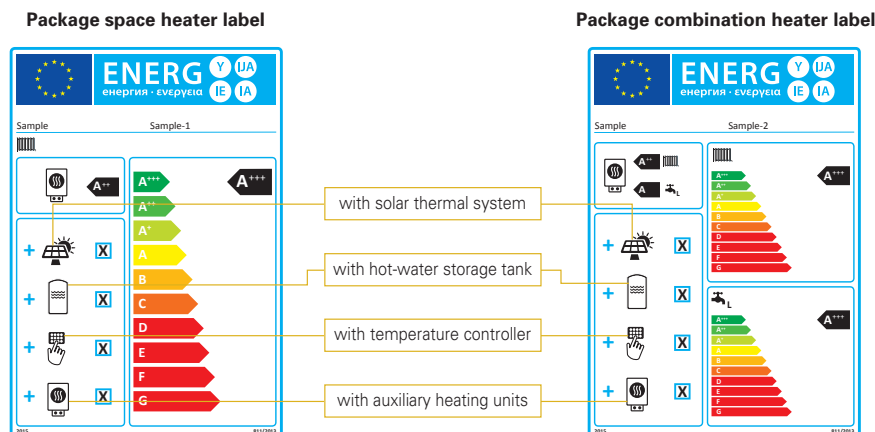 Package space heater label
Package combination heater label
ENERG Y IJA
енергия · ενεργεια IE IA
Sample Sample-1
A++
A+++
A+++
A++
A+
A
B
C
D
E
F
G
+ X
+ X
+ X
+ X
2015 811/2013
with solar thermal system
with hot-water storage tank
with temperature controller
with auxiliary heating units
ENERG Y IJA
енергия · ενεργεια IE IA
Sample Sample-2
A++
A L
+ X
+ X
+ X
+ X
A+++
A+++
A++
A+
A
B
C
D
E
F
G
L
A+++
A+++
A++
A+
A
B
C
D
E
F
G
2015 811/2013